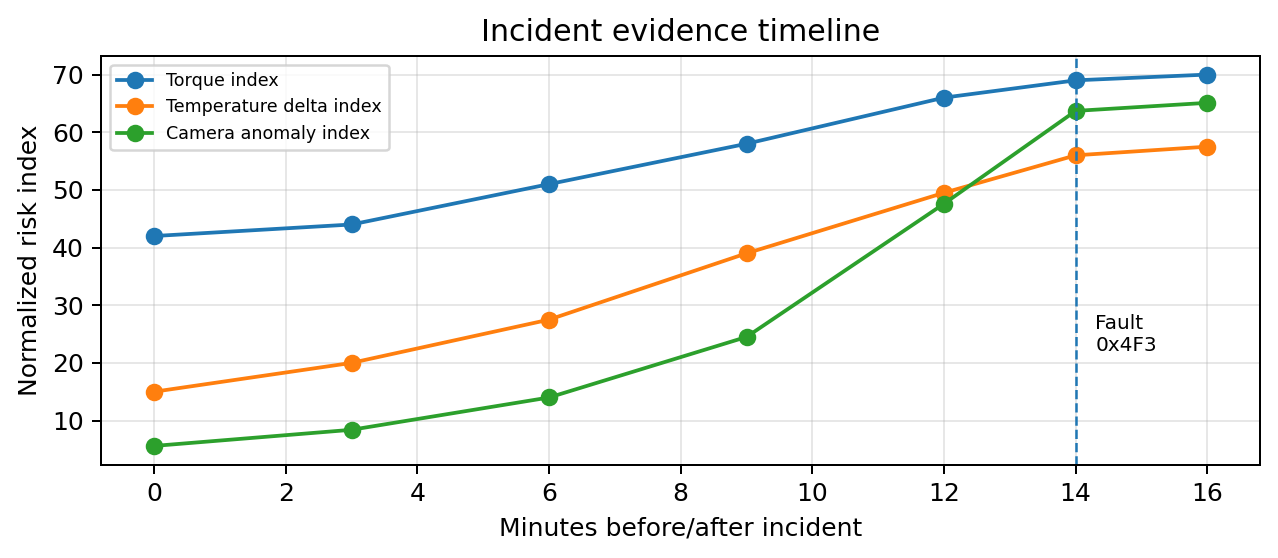 Incident evidence timeline
Torque index
Temperature delta index
Camera anomaly index
Normalized risk index
70
60
50
40
30
20
10
Fault
0x4F3
0 2 4 6 8 10 12 14 16
Minutes before/after incident